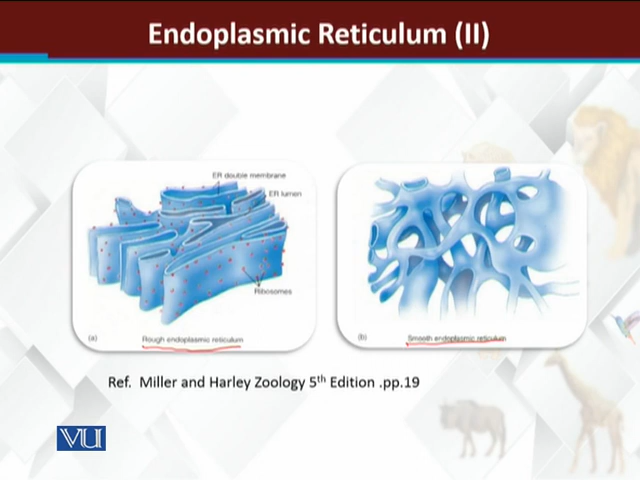 Endoplasmic Reticulum (II)
ER double membrane
ER lumen
Ribosomes
(a) Rough endoplasmic reticulum
(b) Smooth endoplasmic reticulum
Ref. Miller and Harley Zoology 5th Edition .pp.19
VU